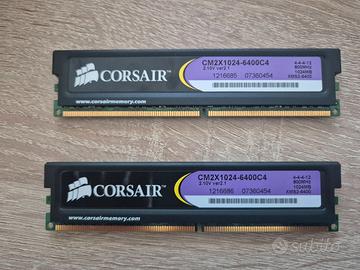 CORSAIR
www.corsairmemory.com
CM2X1024-6400C4
2.10V ver2.1
1216685 07360454
4-4-4-12
800MHz
1024MB
XMS2-6400
CORSAIR
www.corsairmemory.com
CM2X1024-6400C4
2.10V ver2.1
1216686 07360454
4-4-4-12
800MHz
1024MB
XMS2-6400
subito